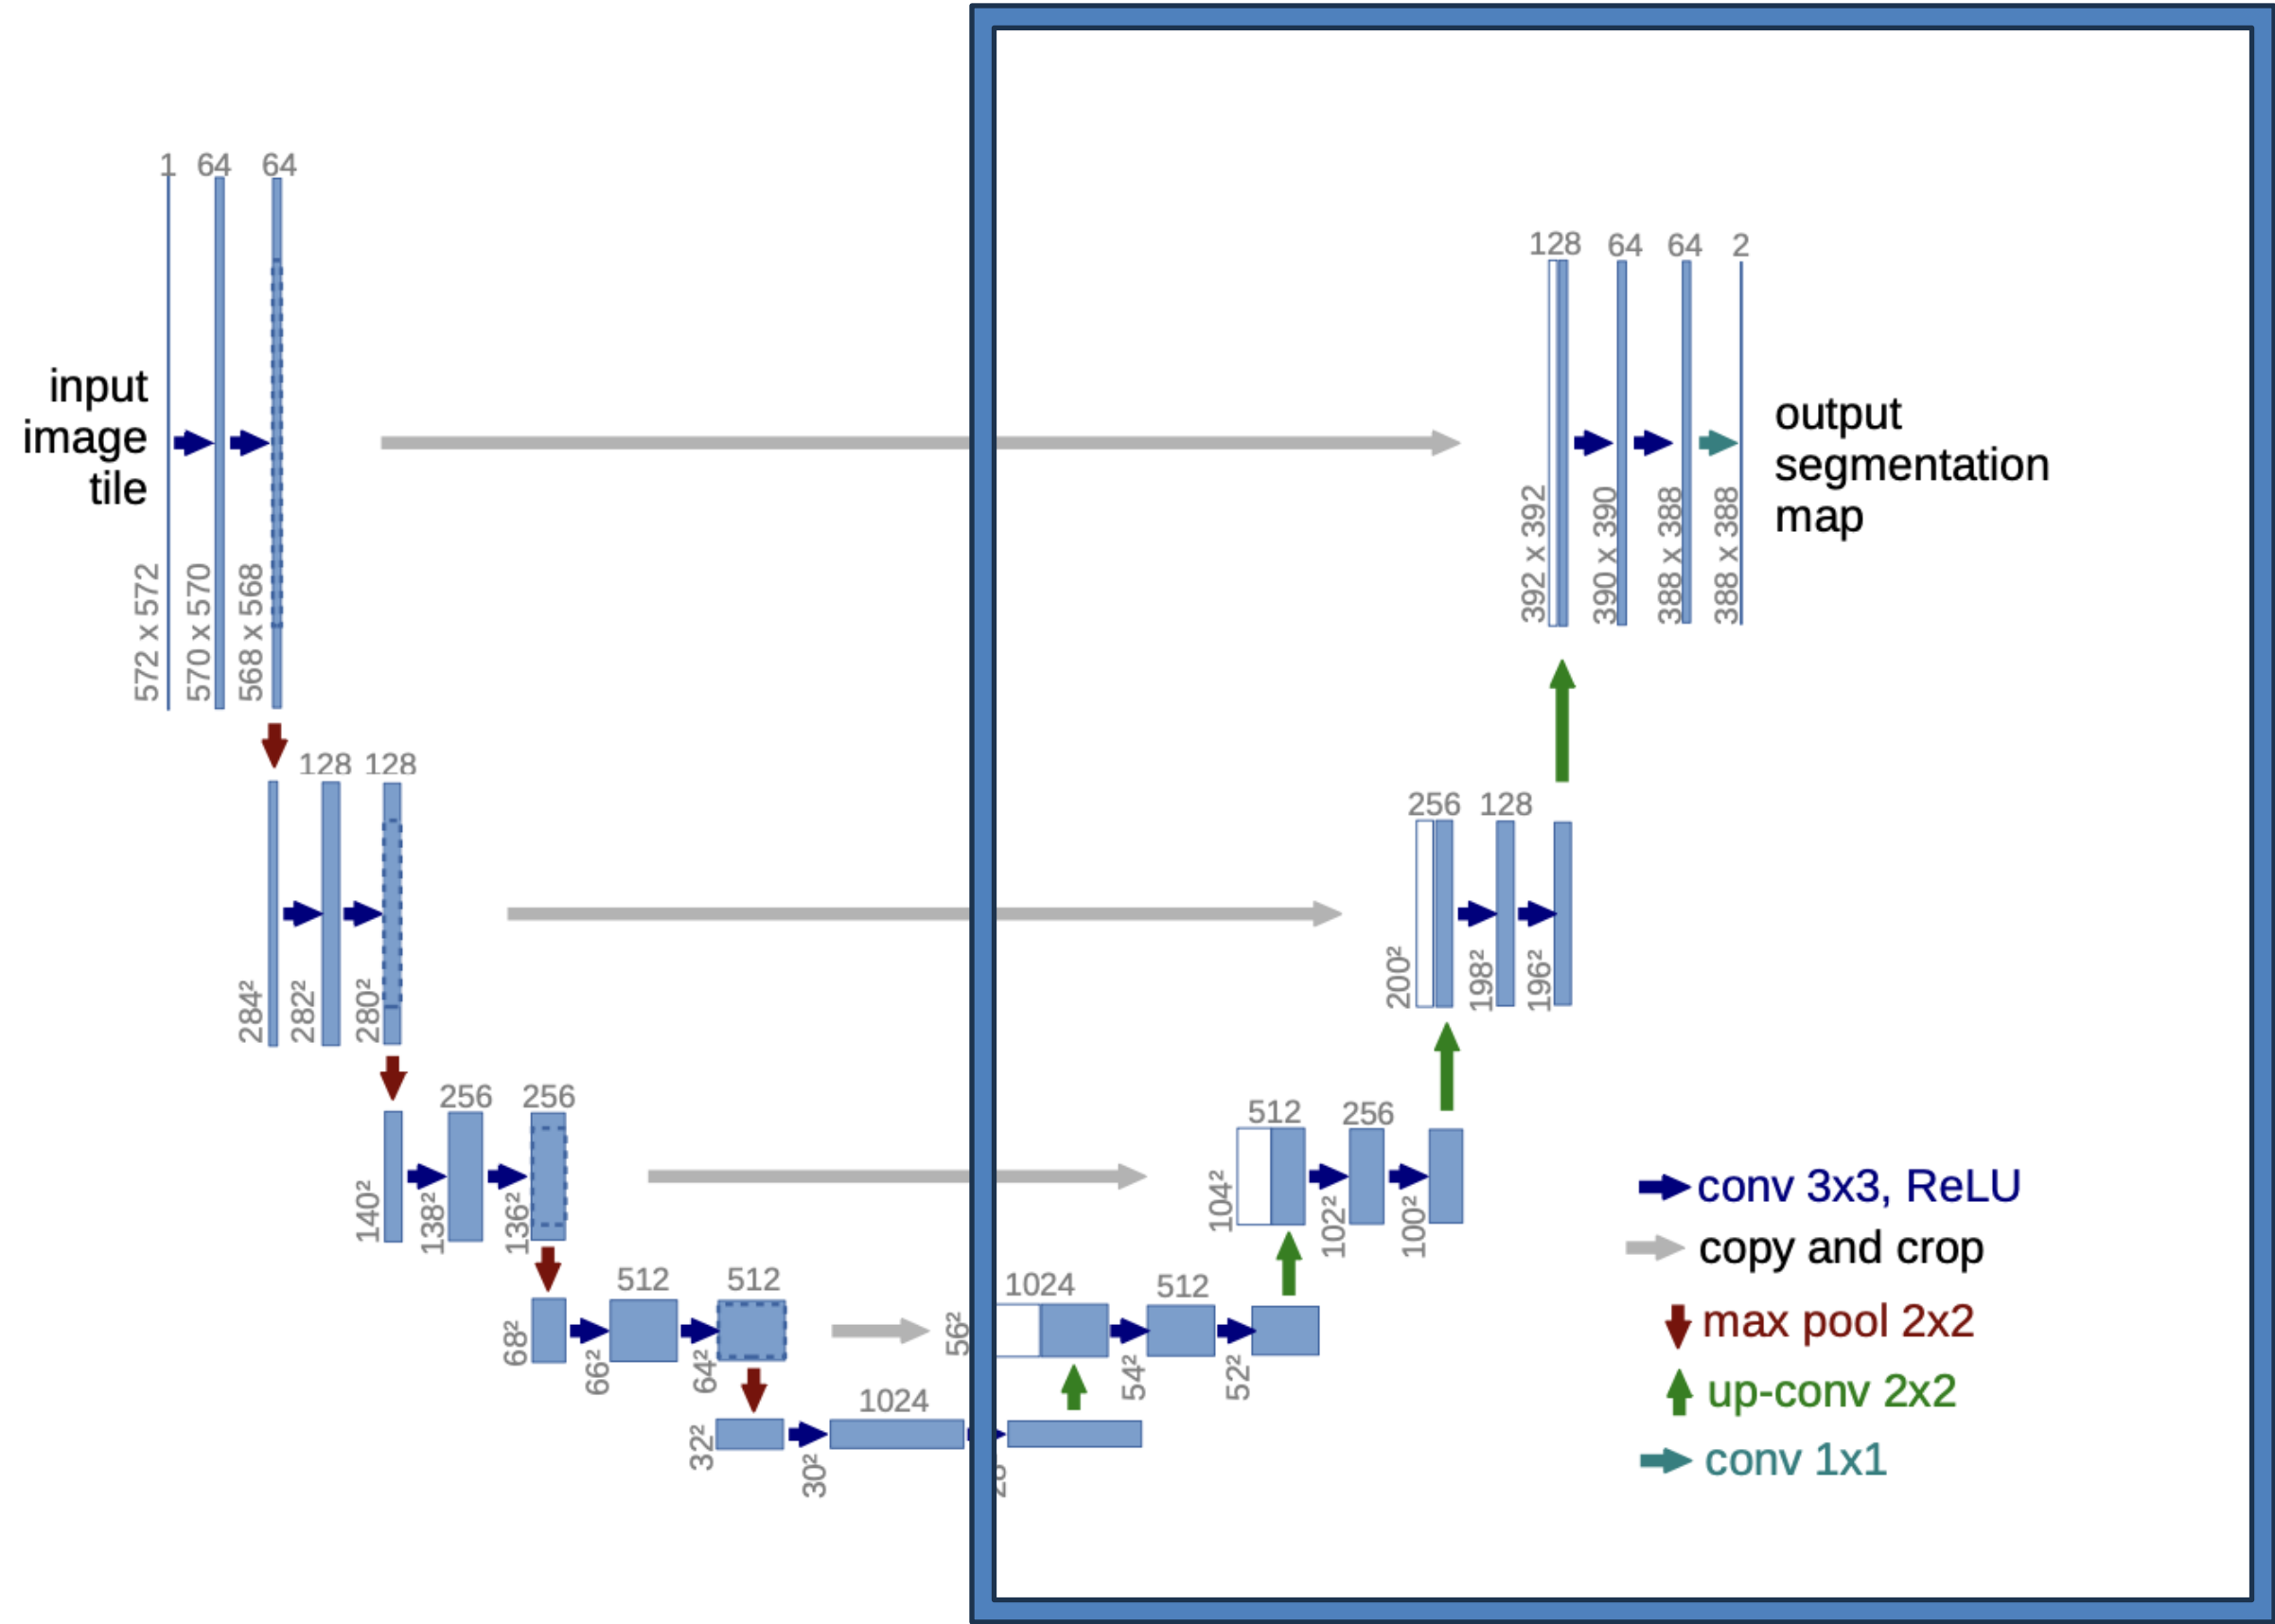 1 64 64
input
image
tile
572 x 572
570 x 570
568 x 568
128 64 64 2
392 x 392
390 x 390
388 x 388
388 x 388
output
segmentation
map
128 128
284²
282²
280²
256 128
200²
198²
196²
256 256
140²
138²
136²
512 256
104²
102²
100²
512 512
68²
66²
64²
1024 512
56²
54²
52²
1024
32²
30²
conv 3x3, ReLU
copy and crop
max pool 2x2
up-conv 2x2
conv 1x1